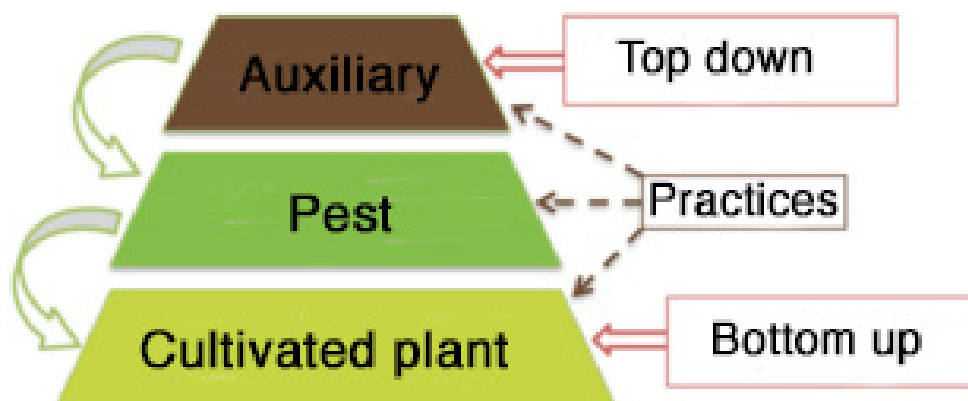 Auxiliary
Top down
Pest
Practices
Cultivated plant
Bottom up